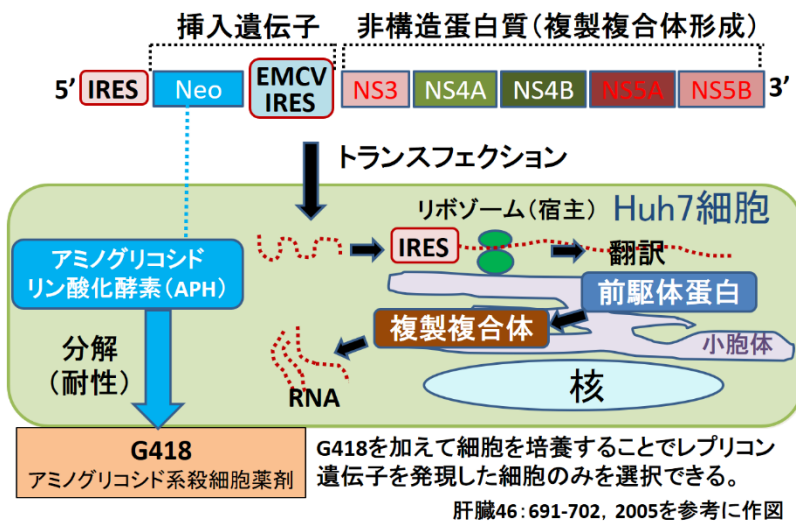 挿入遺伝子
非構造蛋白質(複製複合体形成)
5’ IRES Neo EMCV IRES NS3 NS4A NS4B NS5A NS5B 3’
トランスフェクション
リボゾーム(宿主) Huh7細胞
IRES
翻訳
アミノグリコシド
リン酸化酵素(APH)
前駆体蛋白
複製複合体
小胞体
分解
(耐性)
RNA
核
G418
アミノグリコシド系殺細胞薬剤
G418を加えて細胞を培養することでレプリコン
遺伝子を発現した細胞のみを選択できる。
肝臓46:691-702, 2005を参考に作図